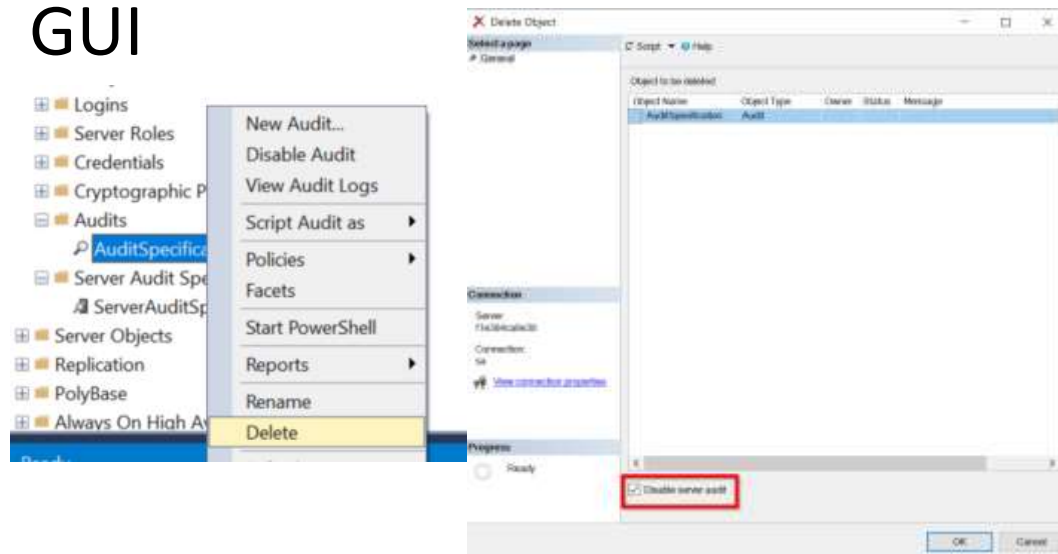 GUI
Logins
Server Roles
Credentials
Cryptographic P
Audits
AuditSpecifica
Server Audit Spe
ServerAuditSp
Server Objects
Replication
PolyBase
Always On High Av
New Audit...
Disable Audit
View Audit Logs
Script Audit as
Policies
Facets
Start PowerShell
Reports
Rename
Delete
Delete Object
Select a page
General
Script Help
Object to be deleted
Object Name Object Type Owner Status Message
AuditSpecification Audit
Connection
Server:
Connection:
sa
View connection properties
Progress
Ready
Disable server audit
OK Cancel